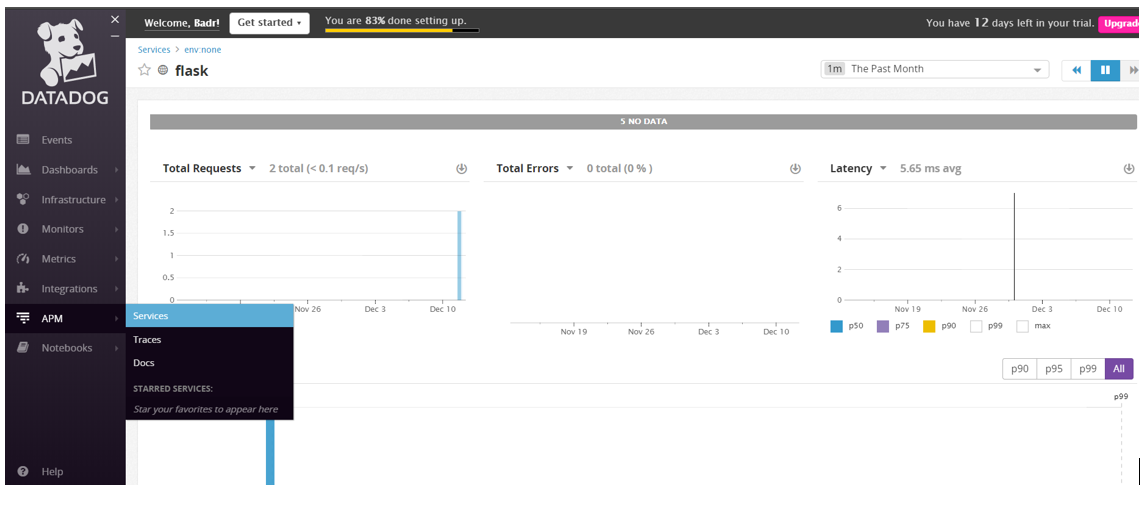 Welcome, Badr!
Get started
You are 83% done setting up.
You have 12 days left in your trial.
Upgrad
DATADOG
Events
Dashboards
Infrastructure
Monitors
Metrics
Integrations
APM
Notebooks
Help
Services > env:none
flask
1m The Past Month
5 NO DATA
Total Requests 2 total (< 0.1 req/s)
2
1.5
1
0.5
0
Nov 26 Dec 3 Dec 10
Total Errors 0 total (0 % )
Nov 19 Nov 26 Dec 3 Dec 10
Latency 5.65 ms avg
6
4
2
0
Nov 19 Nov 26 Dec 3 Dec 10
p50 p75 p90 p99 max
Services
Traces
Docs
STARRED SERVICES:
Star your favorites to appear here
p90 p95 p99 All
p99